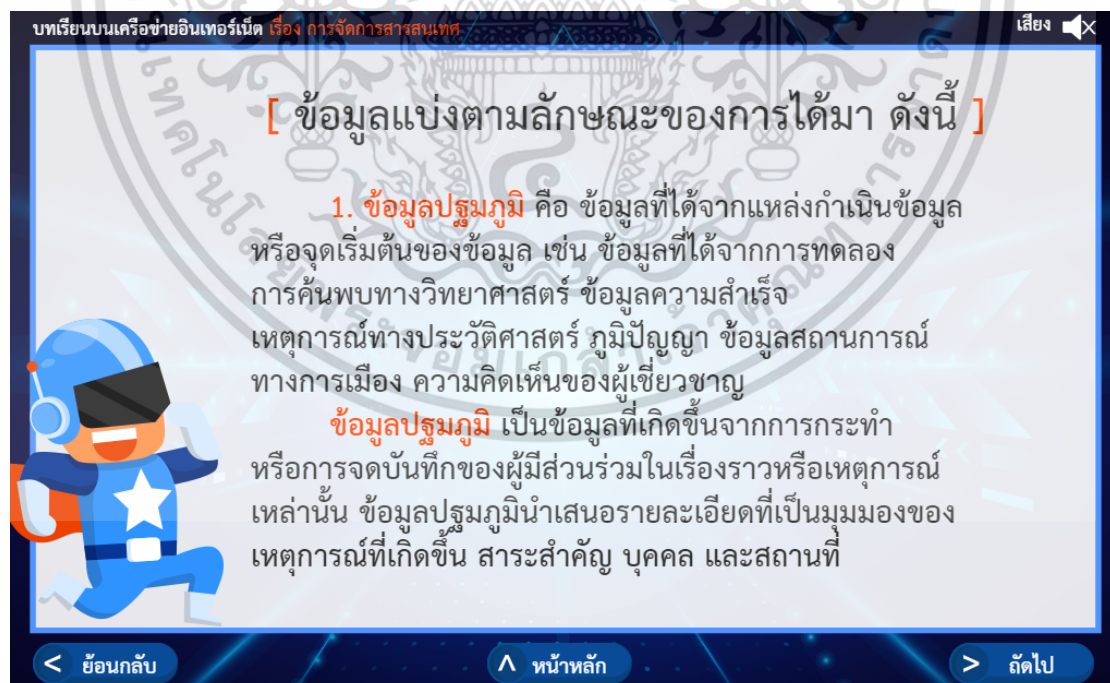 บทเรียนบนเครือข่ายอินเทอร์เน็ต เรื่อง การจัดการสารสนเทศ
เสียง
[ ข้อมูลแบ่งตามลักษณะของการได้มา ดังนี้ ]
1. ข้อมูลปฐมภูมิ คือ ข้อมูลที่ได้จากแหล่งกำเนินข้อมูล
หรือจุดเริ่มต้นของข้อมูล เช่น ข้อมูลที่ได้จากการทดลอง
การค้นพบทางวิทยาศาสตร์ ข้อมูลความสำเร็จ
เหตุการณ์ทางประวัติศาสตร์ ภูมิปัญญา ข้อมูลสถานการณ์
ทางการเมือง ความคิดเห็นของผู้เชี่ยวชาญ
ข้อมูลปฐมภูมิ เป็นข้อมูลที่เกิดขึ้นจากการกระทำ
หรือการจดบันทึกของผู้มีส่วนร่วมในเรื่องราวหรือเหตุการณ์
เหล่านั้น ข้อมูลปฐมภูมินำเสนอรายละเอียดที่เป็นมุมมองของ
เหตุการณ์ที่เกิดขึ้น สาระสำคัญ บุคคล และสถานที่
< ย้อนกลับ
^ หน้าหลัก
> ถัดไป